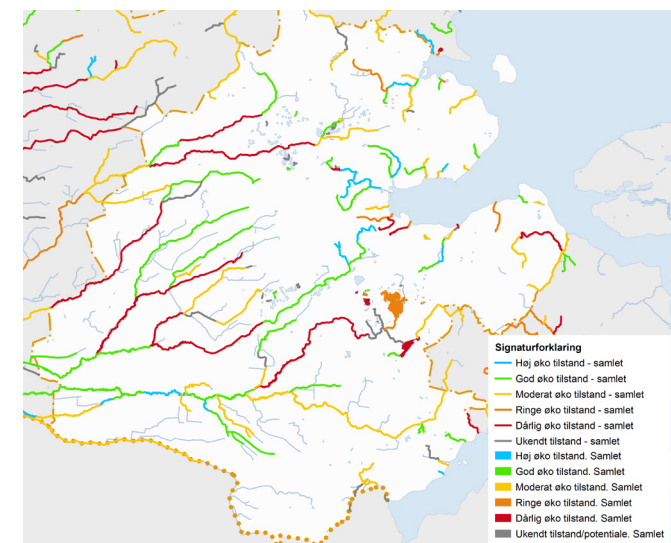 Signaturforklaring
Høj øko tilstand - samlet
God øko tilstand - samlet
Moderat øko tilstand - samlet
Ringe øko tilstand - samlet
Dårlig øko tilstand - samlet
Ukendt tilstand - samlet
Høj øko tilstand. Samlet
God øko tilstand. Samlet
Moderat øko tilstand. Samlet
Ringe øko tilstand. Samlet
Dårlig øko tilstand. Samlet
Ukendt tilstand/potentiale. Samlet